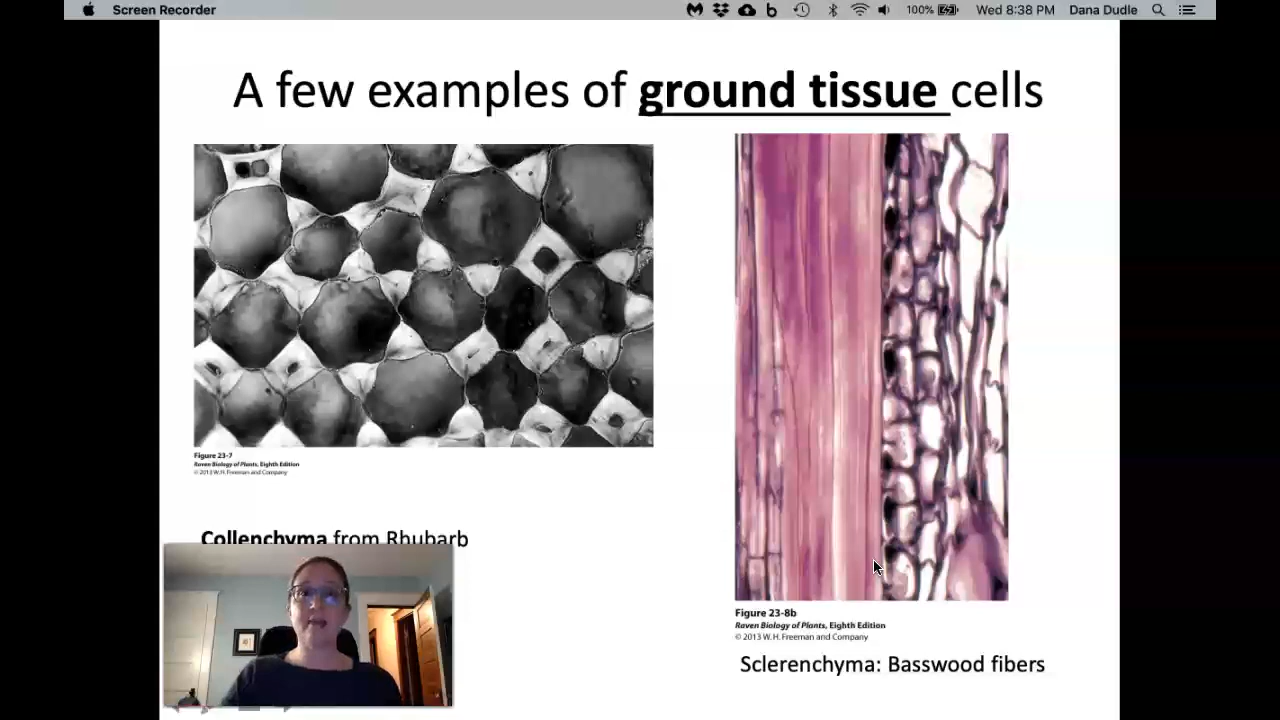 Screen Recorder
100%
Wed 8:38 PM
Dana Dudle
A few examples of ground tissue cells
Figure 23-7
Raven Biology of Plants, Eighth Edition
© 2013 W. H. Freeman and Company
Collenchyma from Rhubarb
Figure 23-8b
Raven Biology of Plants, Eighth Edition
© 2013 W. H. Freeman and Company
Sclerenchyma: Basswood fibers